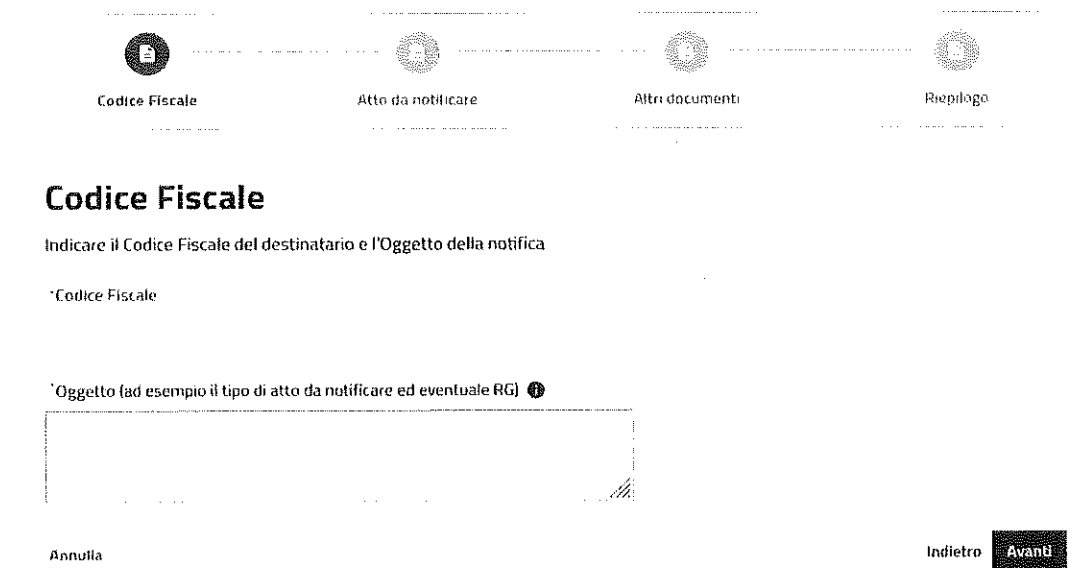 Codice Fiscale
Atto da notificare
Altri documenti
Riepilogo
Codice Fiscale
Indicare il Codice Fiscale del destinatario e l'Oggetto della notifica
*Codice Fiscale
*Oggetto (ad esempio il tipo di atto da notificare ed eventuale RG)
Annulla
Indietro
Avanti